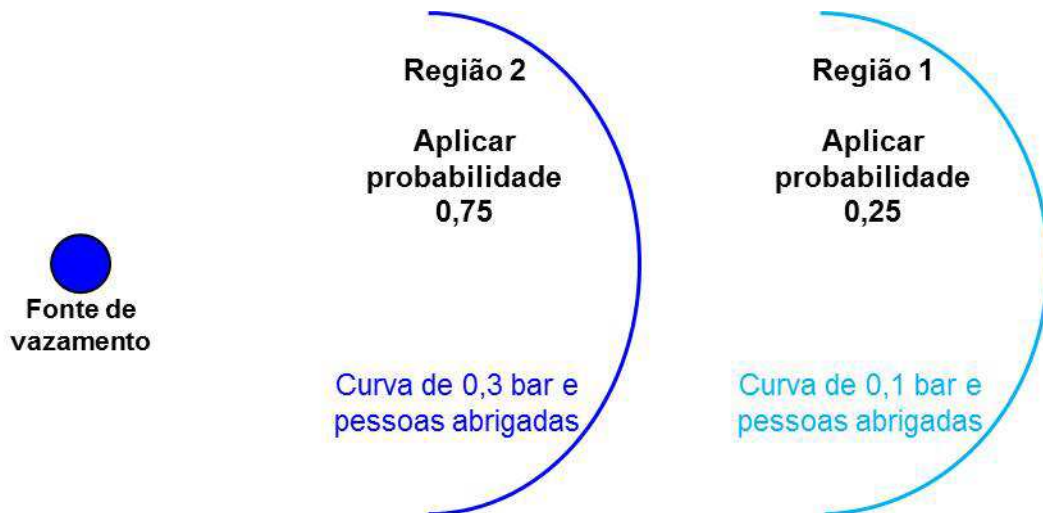 Região 2
Aplicar
probabilidade
0,75
Região 1
Aplicar
probabilidade
0,25
Fonte de
vazamento
Curva de 0,3 bar e
pessoas abrigadas
Curva de 0,1 bar e
pessoas abrigadas